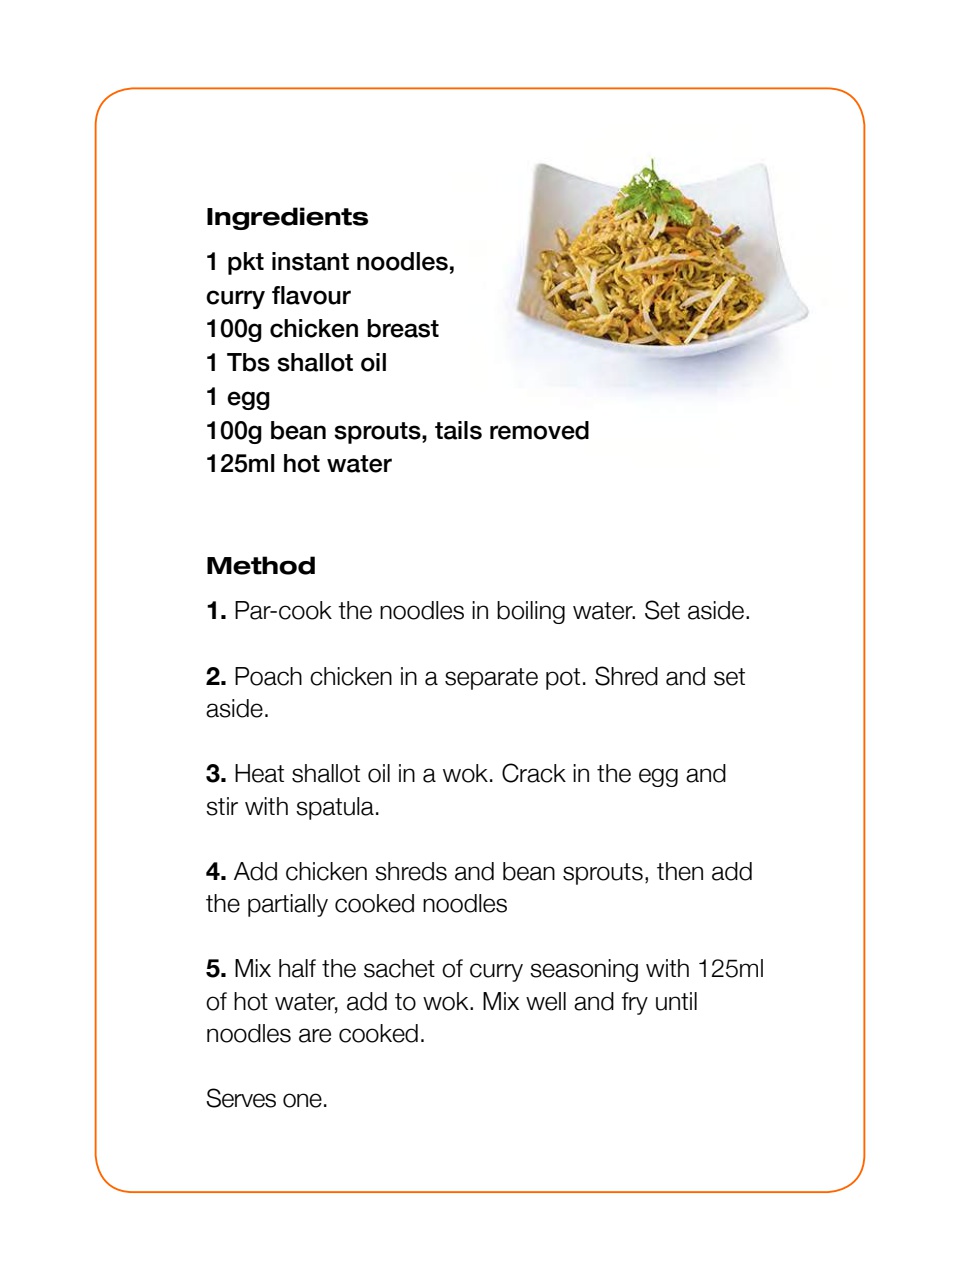 Ingredients
1 pkt instant noodles,
curry flavour
100g chicken breast
1 Tbs shallot oil
1 egg
100g bean sprouts, tails removed
125ml hot water
Method
1. Par-cook the noodles in boiling water. Set aside.
2. Poach chicken in a separate pot. Shred and set
aside.
3. Heat shallot oil in a wok. Crack in the egg and
stir with spatula.
4. Add chicken shreds and bean sprouts, then add
the partially cooked noodles
5. Mix half the sachet of curry seasoning with 125ml
of hot water, add to wok. Mix well and fry until
noodles are cooked.
Serves one.